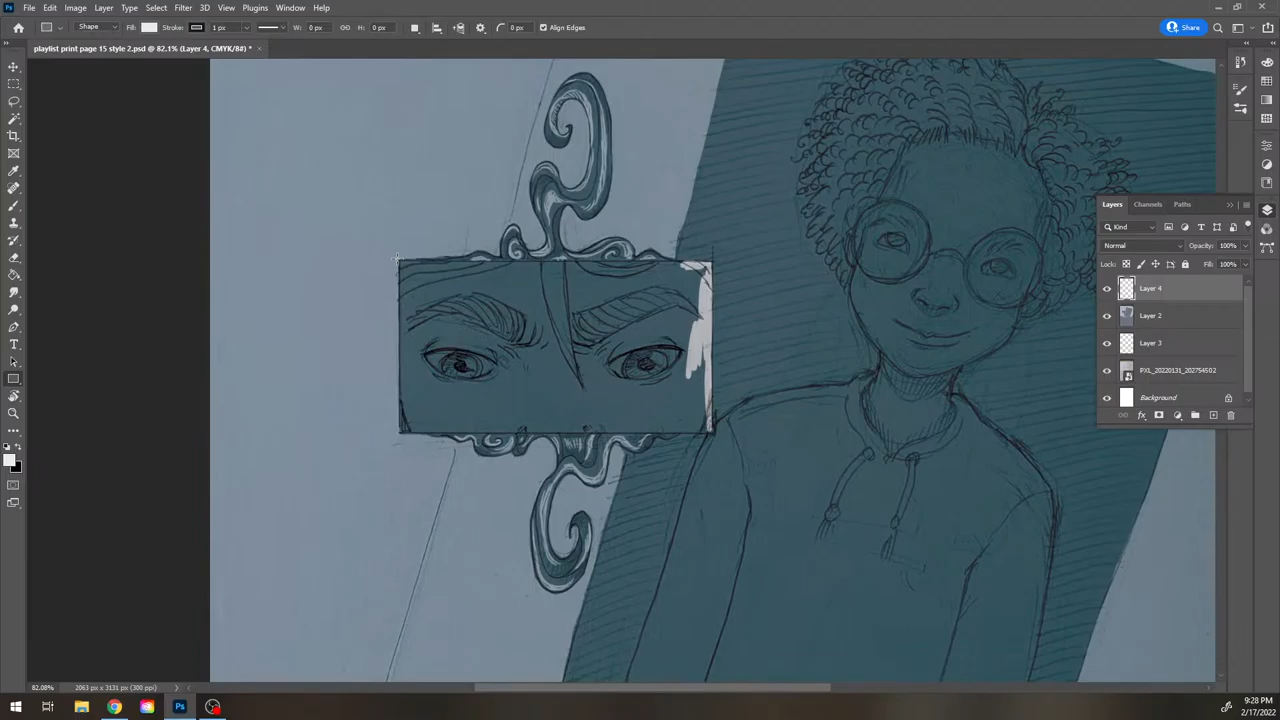 File Edit Image Layer Type Select Filter 3D View Plugins Window Help
Shape Fill: Stroke: 1 px W: 0 px H: 0 px 0 px Align Edges Share
playlist print page 15 style 2.psd @ 82.1% (Layer 4, CMYK/8#) *
Layers Channels Paths
Kind
Normal Opacity: 100%
Lock: Fill: 100%
Layer 4
Layer 2
Layer 3
PXL_20220131_202754502
Background
82.08% 2063 px x 3131 px (300 ppi)
9:28 PM
2/17/2022